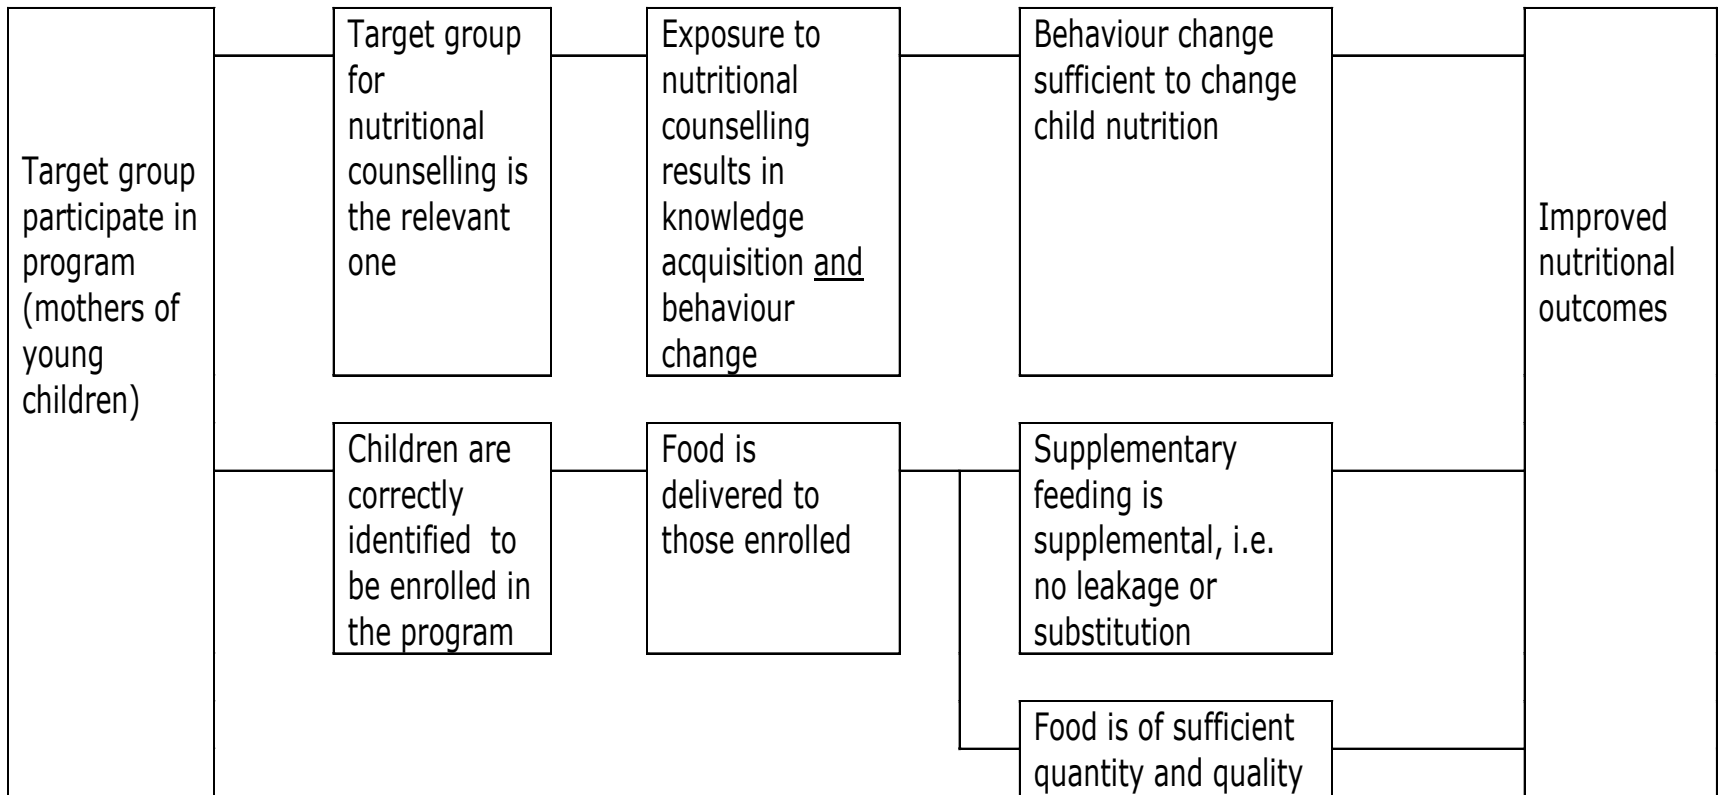 Target group
participate in
program
(mothers of
young
children)
Target group
for
nutritional
counselling is
the relevant
one
Exposure to
nutritional
counselling
results in
knowledge
acquisition and
behaviour
change
Behaviour change
sufficient to change
child nutrition
Children are
correctly
identified  to
be enrolled in
the program
Food is
delivered to
those enrolled
Supplementary
feeding is
supplemental, i.e.
no leakage or
substitution
Food is of sufficient
quantity and quality
Improved
nutritional
outcomes